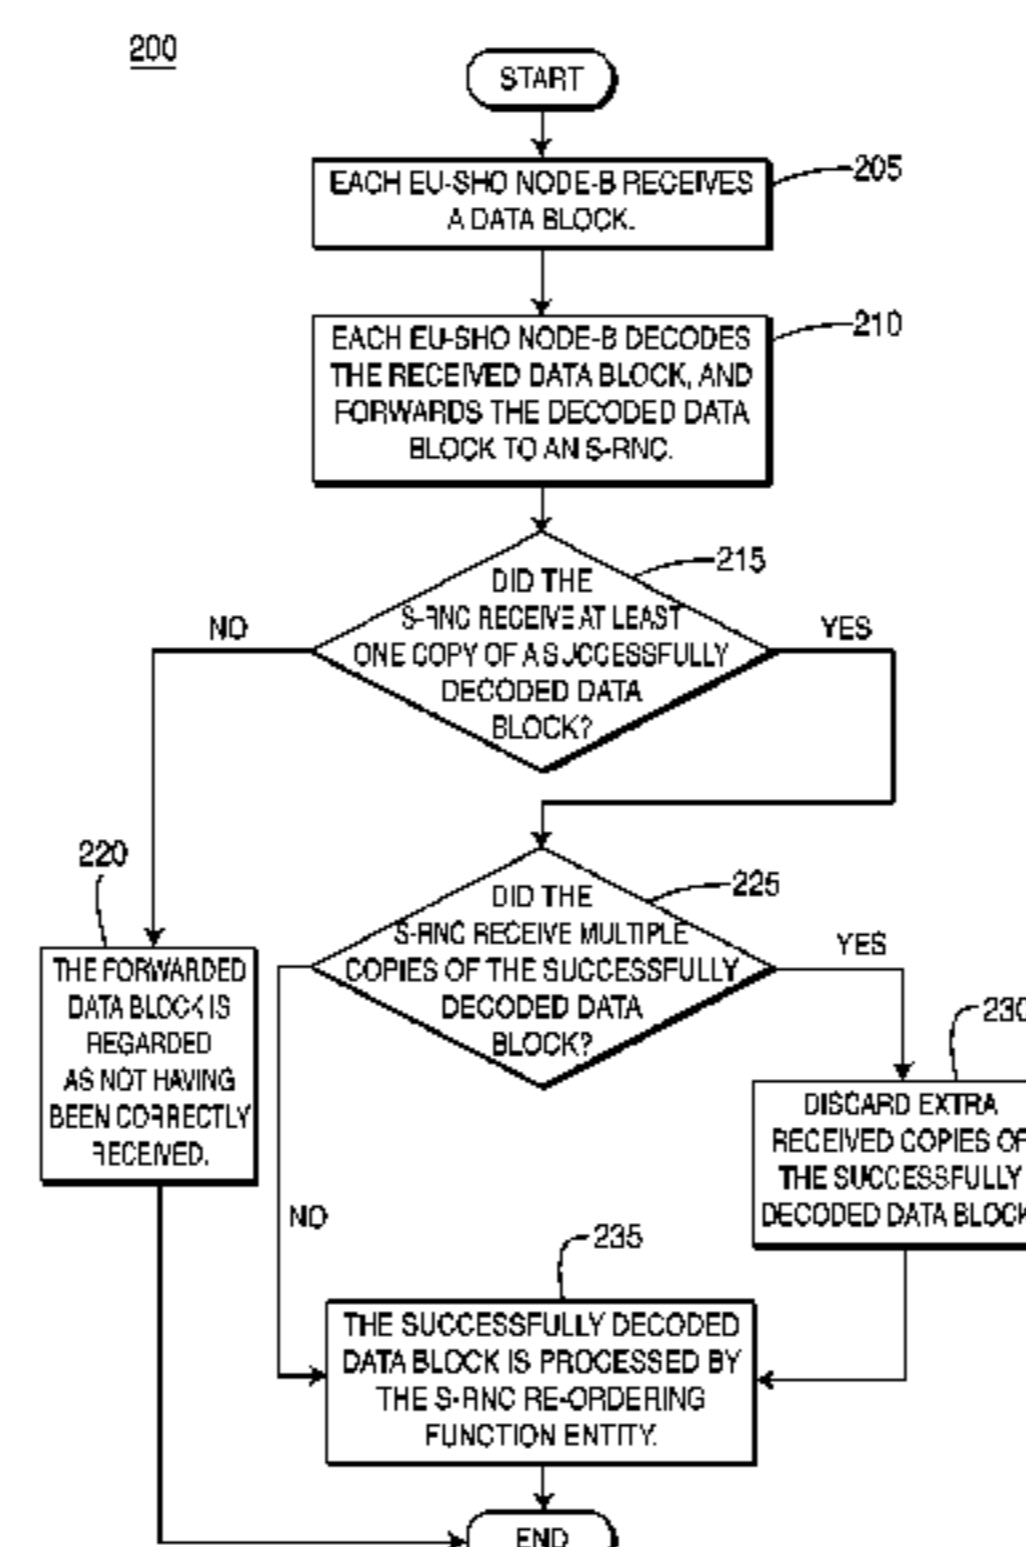 200
START
EACH EU-SHO NODE-B RECEIVES
A DATA BLOCK.
205
EACH EU-SHO NODE-B DECODES
THE RECEIVED DATA BLOCK, AND
FORWARDS THE DECODED DATA
BLOCK TO AN S-RNC.
210
DID THE
S-RNC RECEIVE AT LEAST
ONE COPY OF A SUCCESSFULLY
DECODED DATA
BLOCK?
215
NO
YES
220
THE FORWARDED
DATA BLOCK IS
REGARDED
AS NOT HAVING
BEEN CORRECTLY
RECEIVED.
DID THE
S-RNC RECEIVE MULTIPLE
COPIES OF THE SUCCESSFULLY
DECODED DATA
BLOCK?
225
YES
NO
230
DISCARD EXTRA
RECEIVED COPIES OF
THE SUCCESSFULLY
DECODED DATA BLOCK
235
THE SUCCESSFULLY DECODED
DATA BLOCK IS PROCESSED BY
THE S-RNC RE-ORDERING
FUNCTION ENTITY.
END